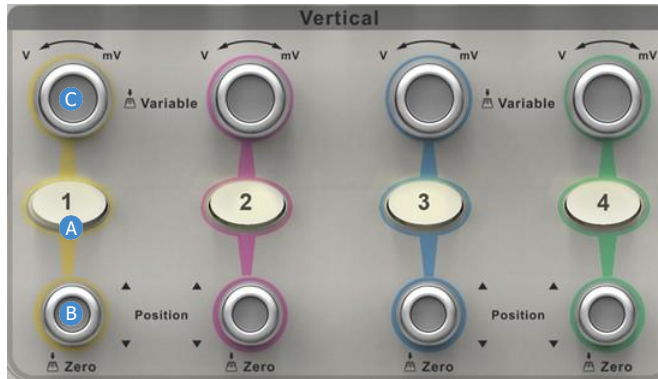 Vertical
V mV V mV V mV V mV
C
Variable Variable
1 2 3 4
A
B Position Position
Zero Zero Zero Zero